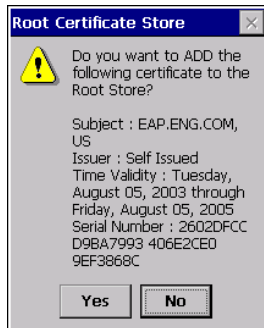 Root Certificate Store
Do you want to ADD the
following certificate to the
Root Store?
Subject : EAP.ENG.COM,
US
Issuer : Self Issued
Time Validity : Tuesday,
August 05, 2003 through
Friday, August 05, 2005
Serial Number : 2602DFCC
D9BA7993 406E2CE0
9EF3868C
Yes No